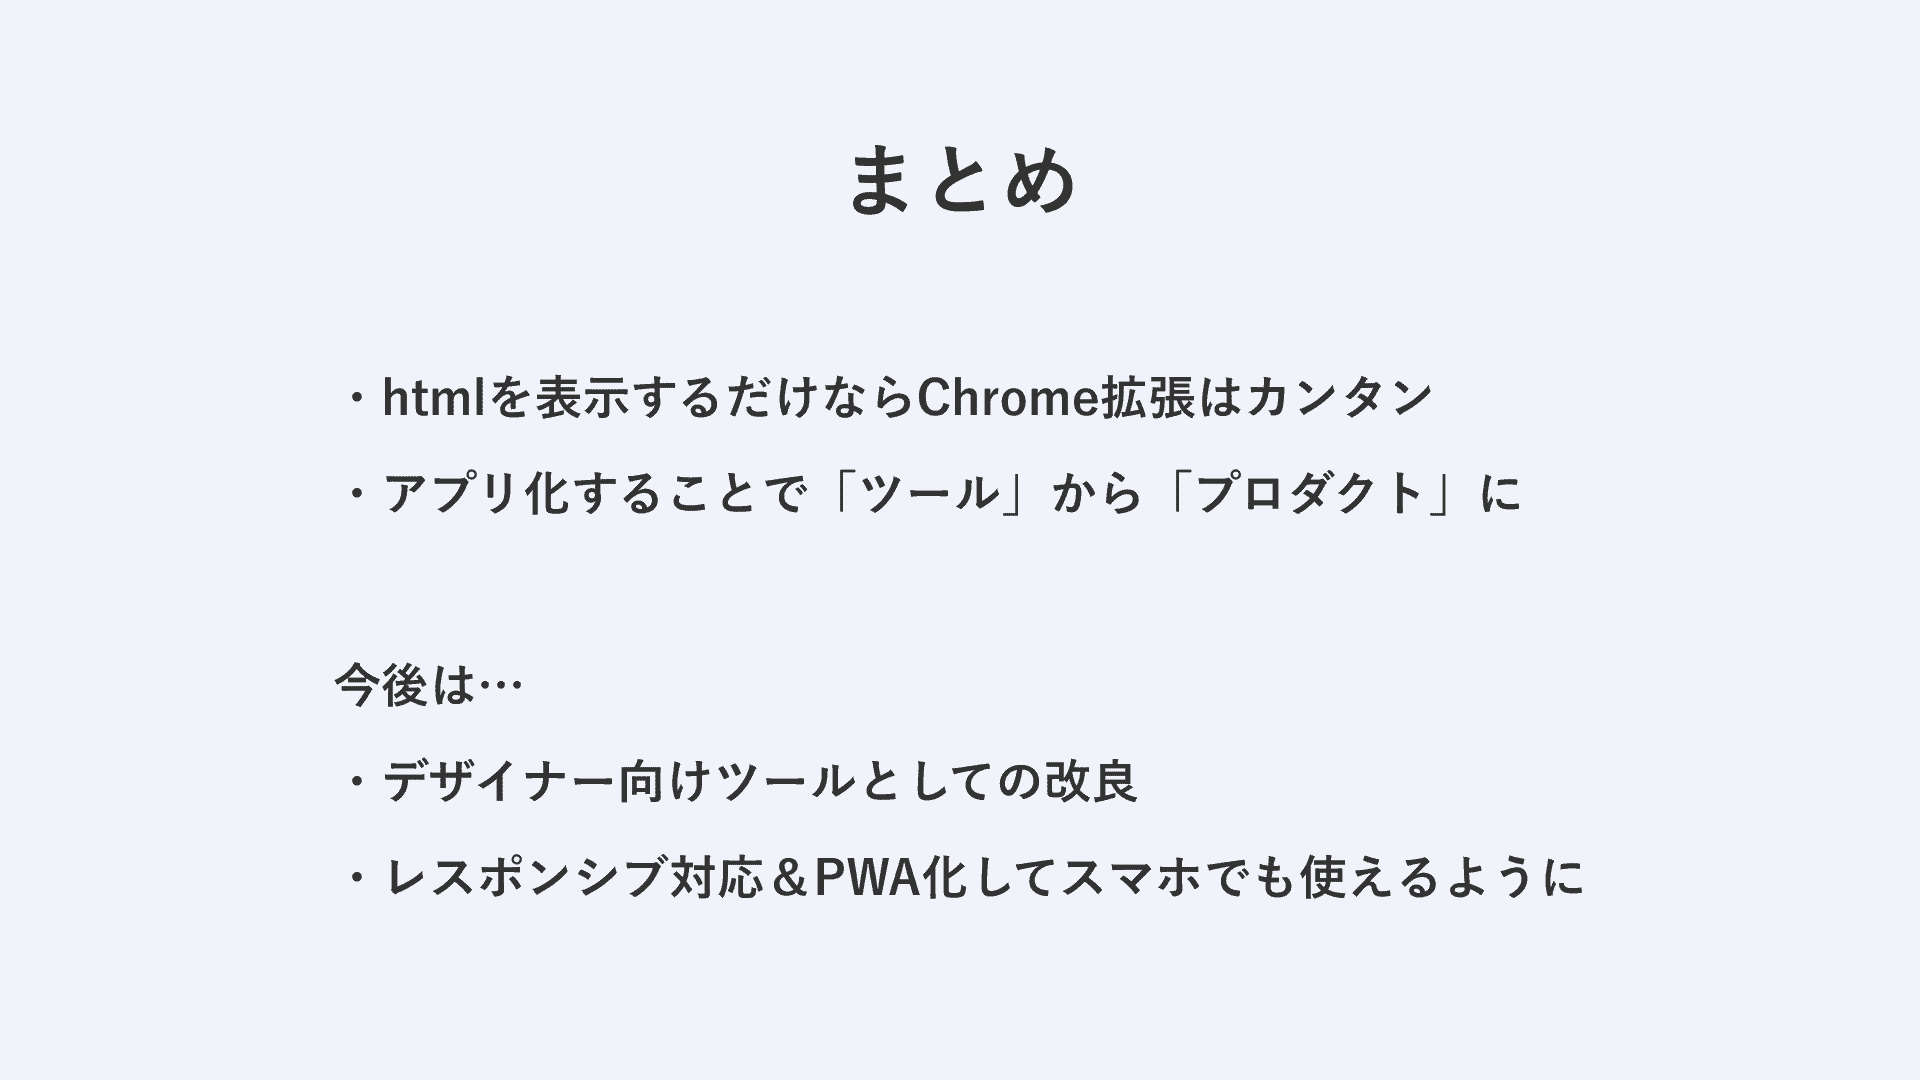 まとめ
・htmlを表示するだけならChrome拡張はカンタン
・アプリ化することで「ツール」から「プロダクト」に
今後は…
・デザイナー向けツールとしての改良
・レスポンシブ対応＆PWA化してスマホでも使えるように